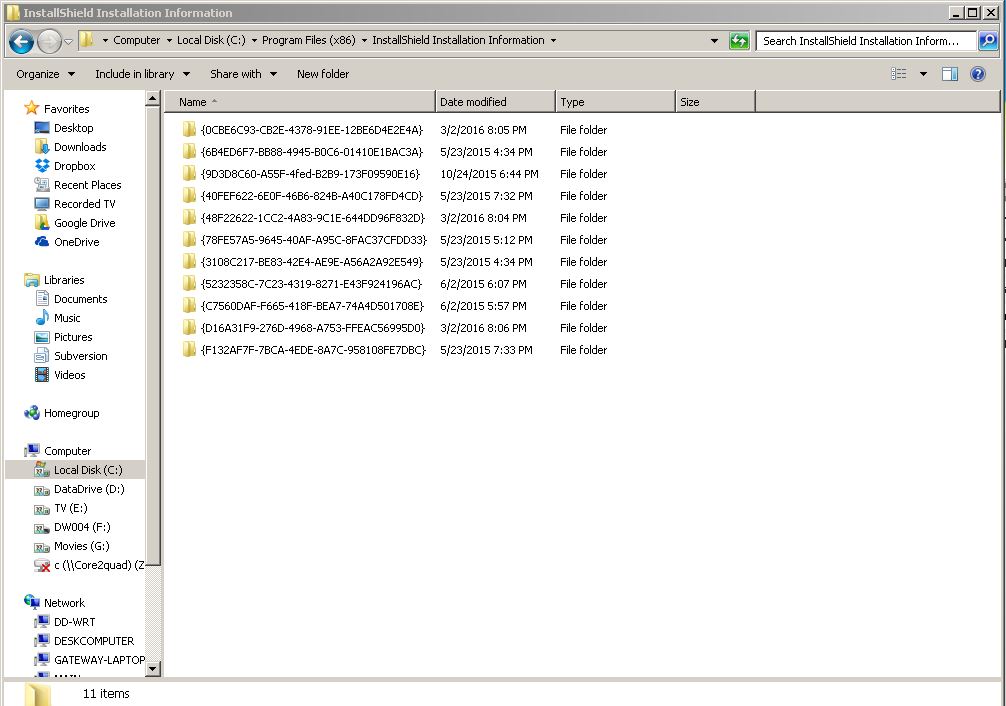 InstallShield Installation Information
Computer Local Disk (C:) Program Files (x86) InstallShield Installation Information
Search InstallShield Installation Inform...
Organize Include in library Share with New folder
Favorites
Desktop
Downloads
Dropbox
Recent Places
Recorded TV
Google Drive
OneDrive
Libraries
Documents
Music
Pictures
Subversion
Videos
Homegroup
Computer
Local Disk (C:)
DataDrive (D:)
TV (E:)
DW004 (F:)
Movies (G:)
c (\\Core2quad) (Z
Network
DD-WRT
DESKCOMPUTER
GATEWAY-LAPTOP
Name Date modified Type Size
{0CBE6C93-CB2E-4378-91EE-12BE6D4E2E4A} 3/2/2016 8:05 PM File folder
{6B4ED6F7-BB88-4945-B0C6-01410E1BAC3A} 5/23/2015 4:34 PM File folder
{9D3D8C60-A55F-4fed-B2B9-173F09590E16} 10/24/2015 6:44 PM File folder
{40FEF622-6E0F-46B6-824B-A40C178FD4CD} 5/23/2015 7:32 PM File folder
{48F22622-1CC2-4A83-9C1E-644DD96F832D} 3/2/2016 8:04 PM File folder
{78FE57A5-9645-40AF-A95C-8FAC37CFDD33} 5/23/2015 5:12 PM File folder
{3108C217-BE83-42E4-AE9E-A56A2A92E549} 5/23/2015 4:34 PM File folder
{5232358C-7C23-4319-8271-E43F924196AC} 6/2/2015 6:07 PM File folder
{C7560DAF-F665-418F-BEA7-74A4D501708E} 6/2/2015 5:57 PM File folder
{D16A31F9-276D-4968-A753-FFEAC56995D0} 3/2/2016 8:06 PM File folder
{F132AF7F-7BCA-4EDE-8A7C-958108FE7DBC} 5/23/2015 7:33 PM File folder
11 items